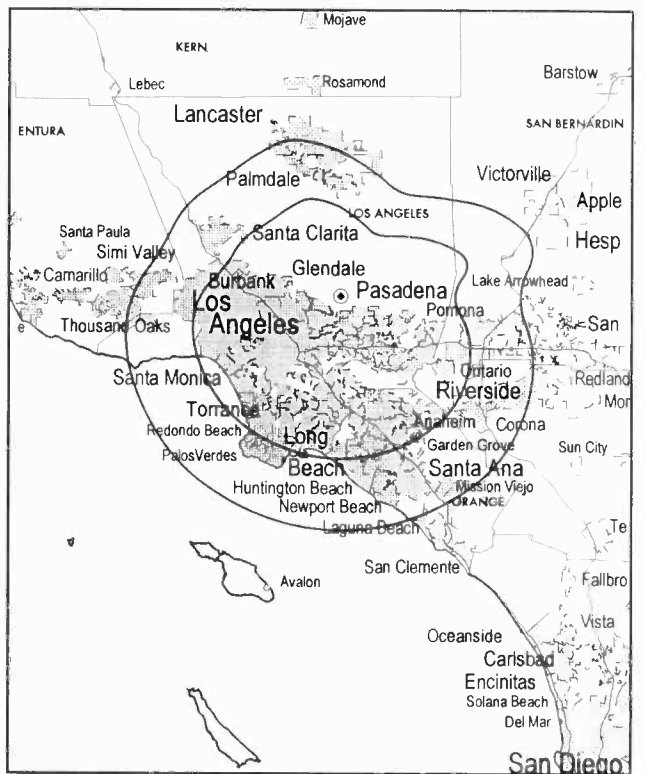 Mojave
KERN
Lebec
Rosamond
Barstow
Lancaster
ENTURA
SAN BERNARDIN
Palmdale
Victorville
Apple
LOS ANGELES
Santa Paula
Santa Clarita
Hesp
Simi Valley
Camarillo
Burbank
Glendale
Lake Arrowhead
Los
Angeles
Pasadena
Pomona
e
Thousand Oaks
San
Santa Monica
Ontario
Riverside
Redland
Mor
Torrance
Redondo Beach
Long
Beach
Anaheim
Corona
Garden Grove
PalosVerdes
Santa Ana
Sun City
Huntington Beach
Mission Viejo
Newport Beach
ORANGE
Laguna Beach
Te
San Clemente
Avalon
Fallbro
Vista
Oceanside
Carlsbad
Encinitas
Solana Beach
Del Mar
San Diego